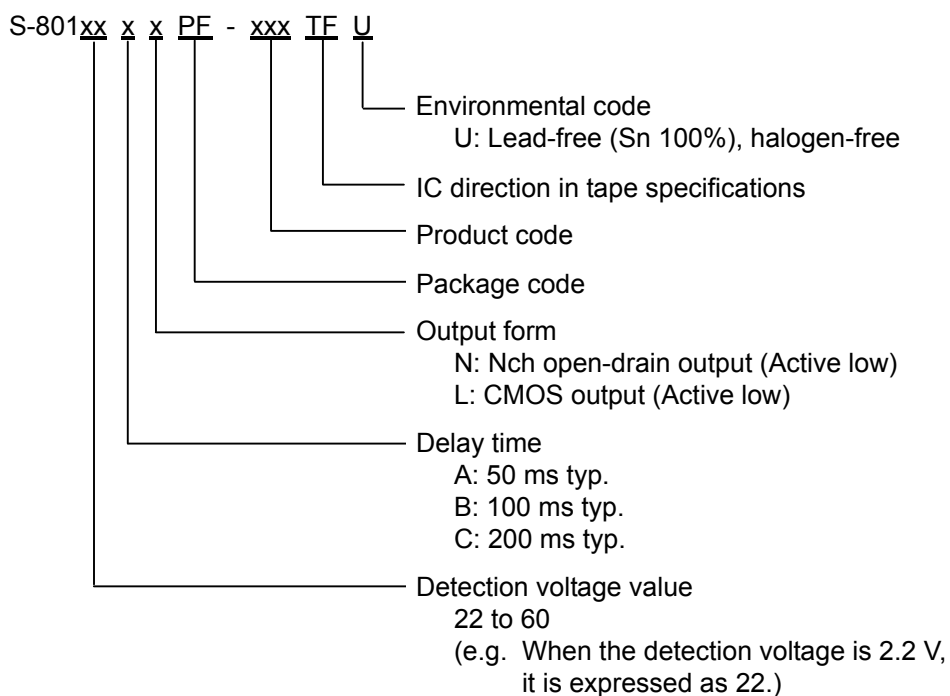 S-801xx x x PF - xxx TF U
Environmental code
U: Lead-free (Sn 100%), halogen-free
IC direction in tape specifications
Product code
Package code
Output form
N: Nch open-drain output (Active low)
L: CMOS output (Active low)
Delay time
A: 50 ms typ.
B: 100 ms typ.
C: 200 ms typ.
Detection voltage value
22 to 60
(e.g. When the detection voltage is 2.2 V,
it is expressed as 22.)